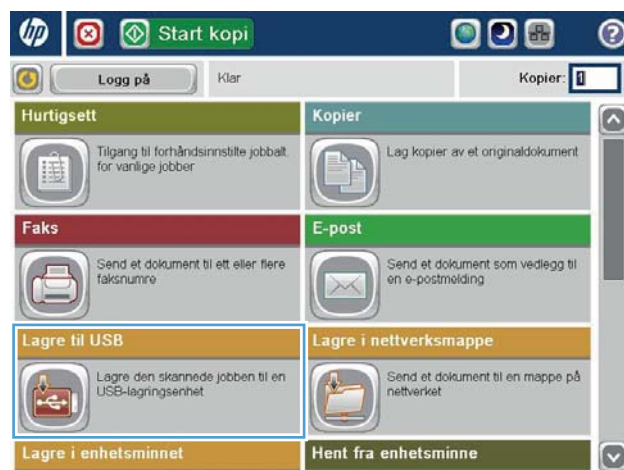 hp
Start kopi
?
Logg på
Klar
Kopier: 1
Hurtigsett
Tilgang til forhåndsinnstilte jobbalt.
for vanlige jobber
Kopier
Lag kopier av et originaldokument
Faks
Send et dokument til ett eller flere
faksnumre
E-post
Send et dokument som vedlegg til
en e-postmelding
Lagre til USB
Lagre den skannede jobben til en
USB-lagringsenhet
Lagre i nettverksmappe
Send et dokument til en mappe på
nettverket
Lagre i enhetsminnet
Hent fra enhetsminne